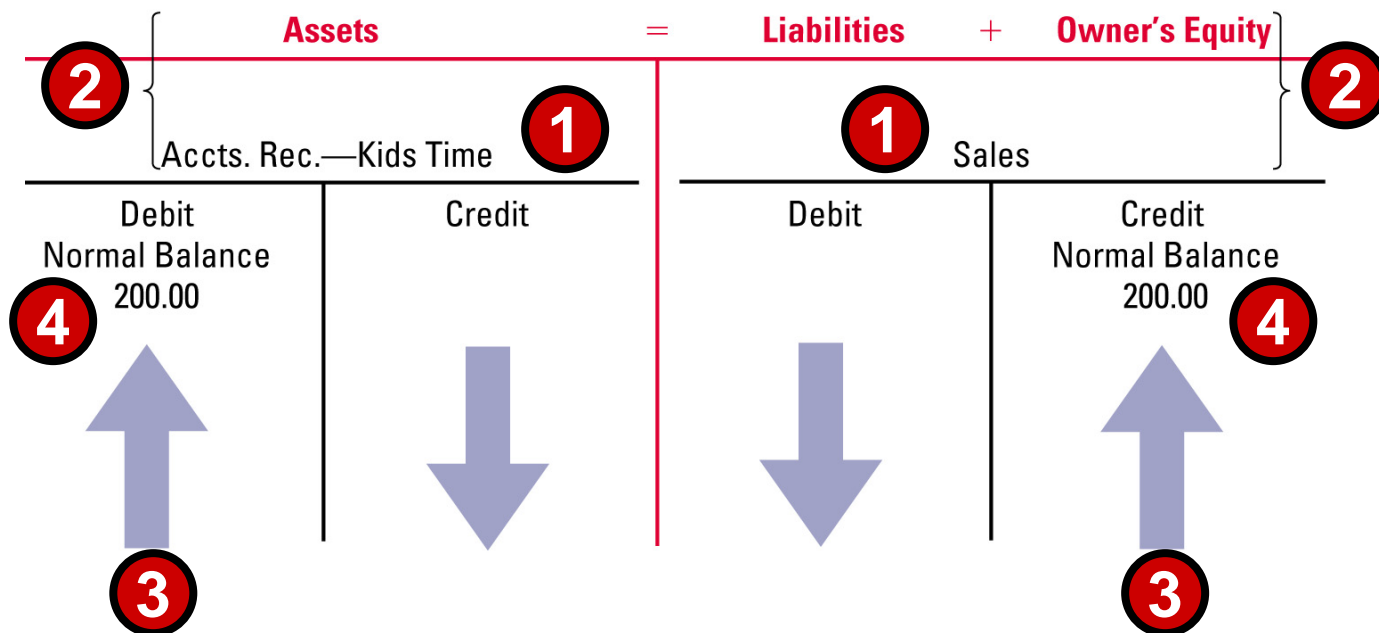 Assets = Liabilities + Owner's Equity
2 2
1 1
Accts. Rec.—Kids Time Sales
Debit Credit Debit Credit
Normal Balance Normal Balance
200.00 200.00
4 4
3 3